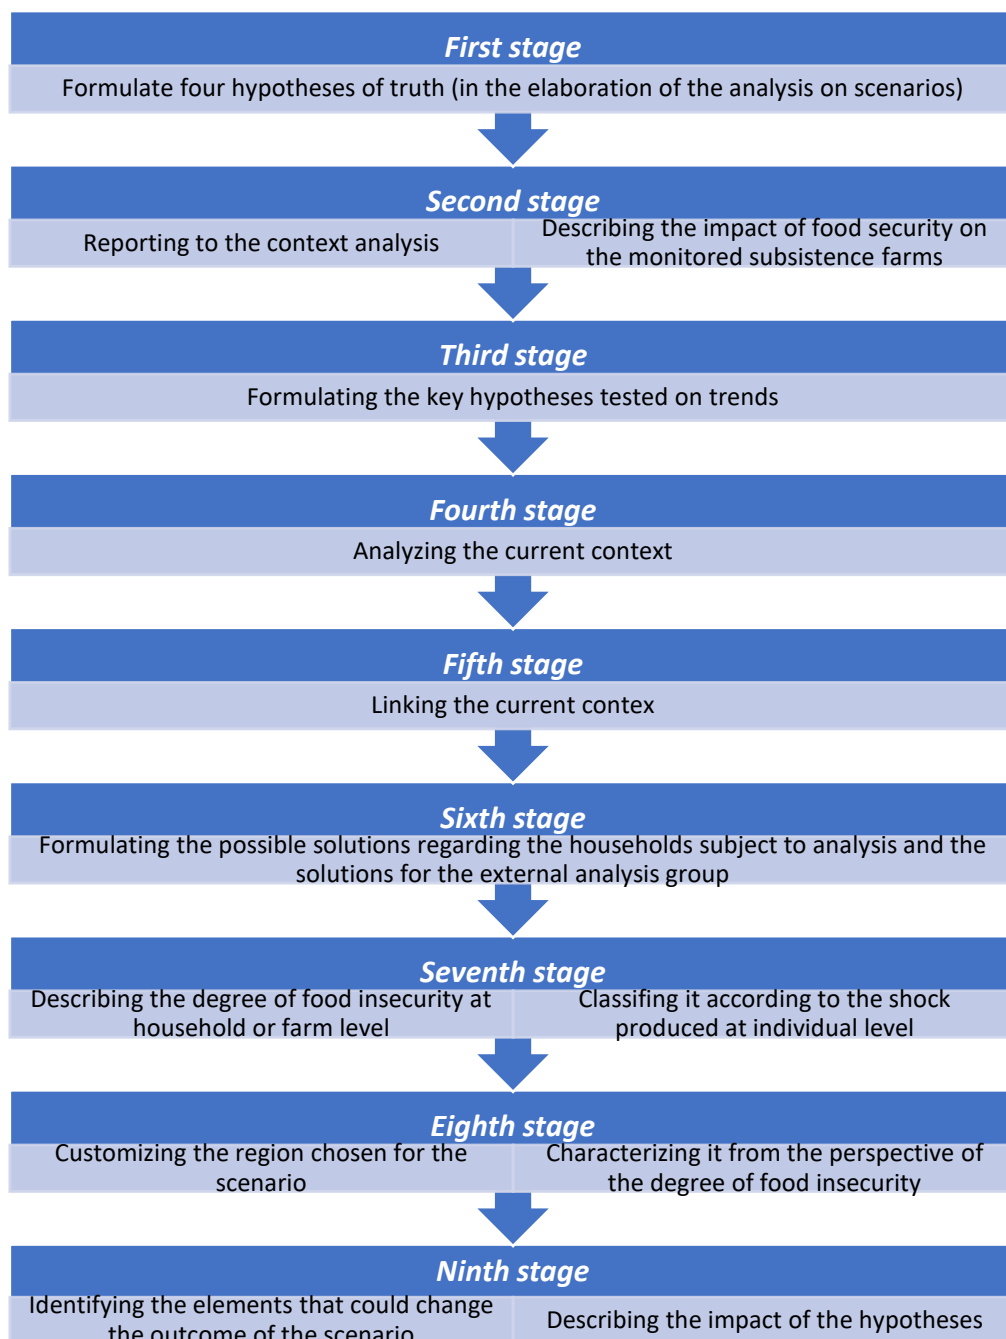 First stage
Formulate four hypotheses of truth (in the elaboration of the analysis on scenarios)
Second stage
Reporting to the context analysis
Describing the impact of food security on
the monitored subsistence farms
Third stage
Formulating the key hypotheses tested on trends
Fourth stage
Analyzing the current context
Fifth stage
Linking the current contex
Sixth stage
Formulating the possible solutions regarding the households subject to analysis and the
solutions for the external analysis group
Seventh stage
Describing the degree of food insecurity at
household or farm level
Classifing it according to the shock
produced at individual level
Eighth stage
Customizing the region chosen for the
scenario
Characterizing it from the perspective of
the degree of food insecurity
Ninth stage
Identifying the elements that could change
the outcome of the scenario
Describing the impact of the hypotheses